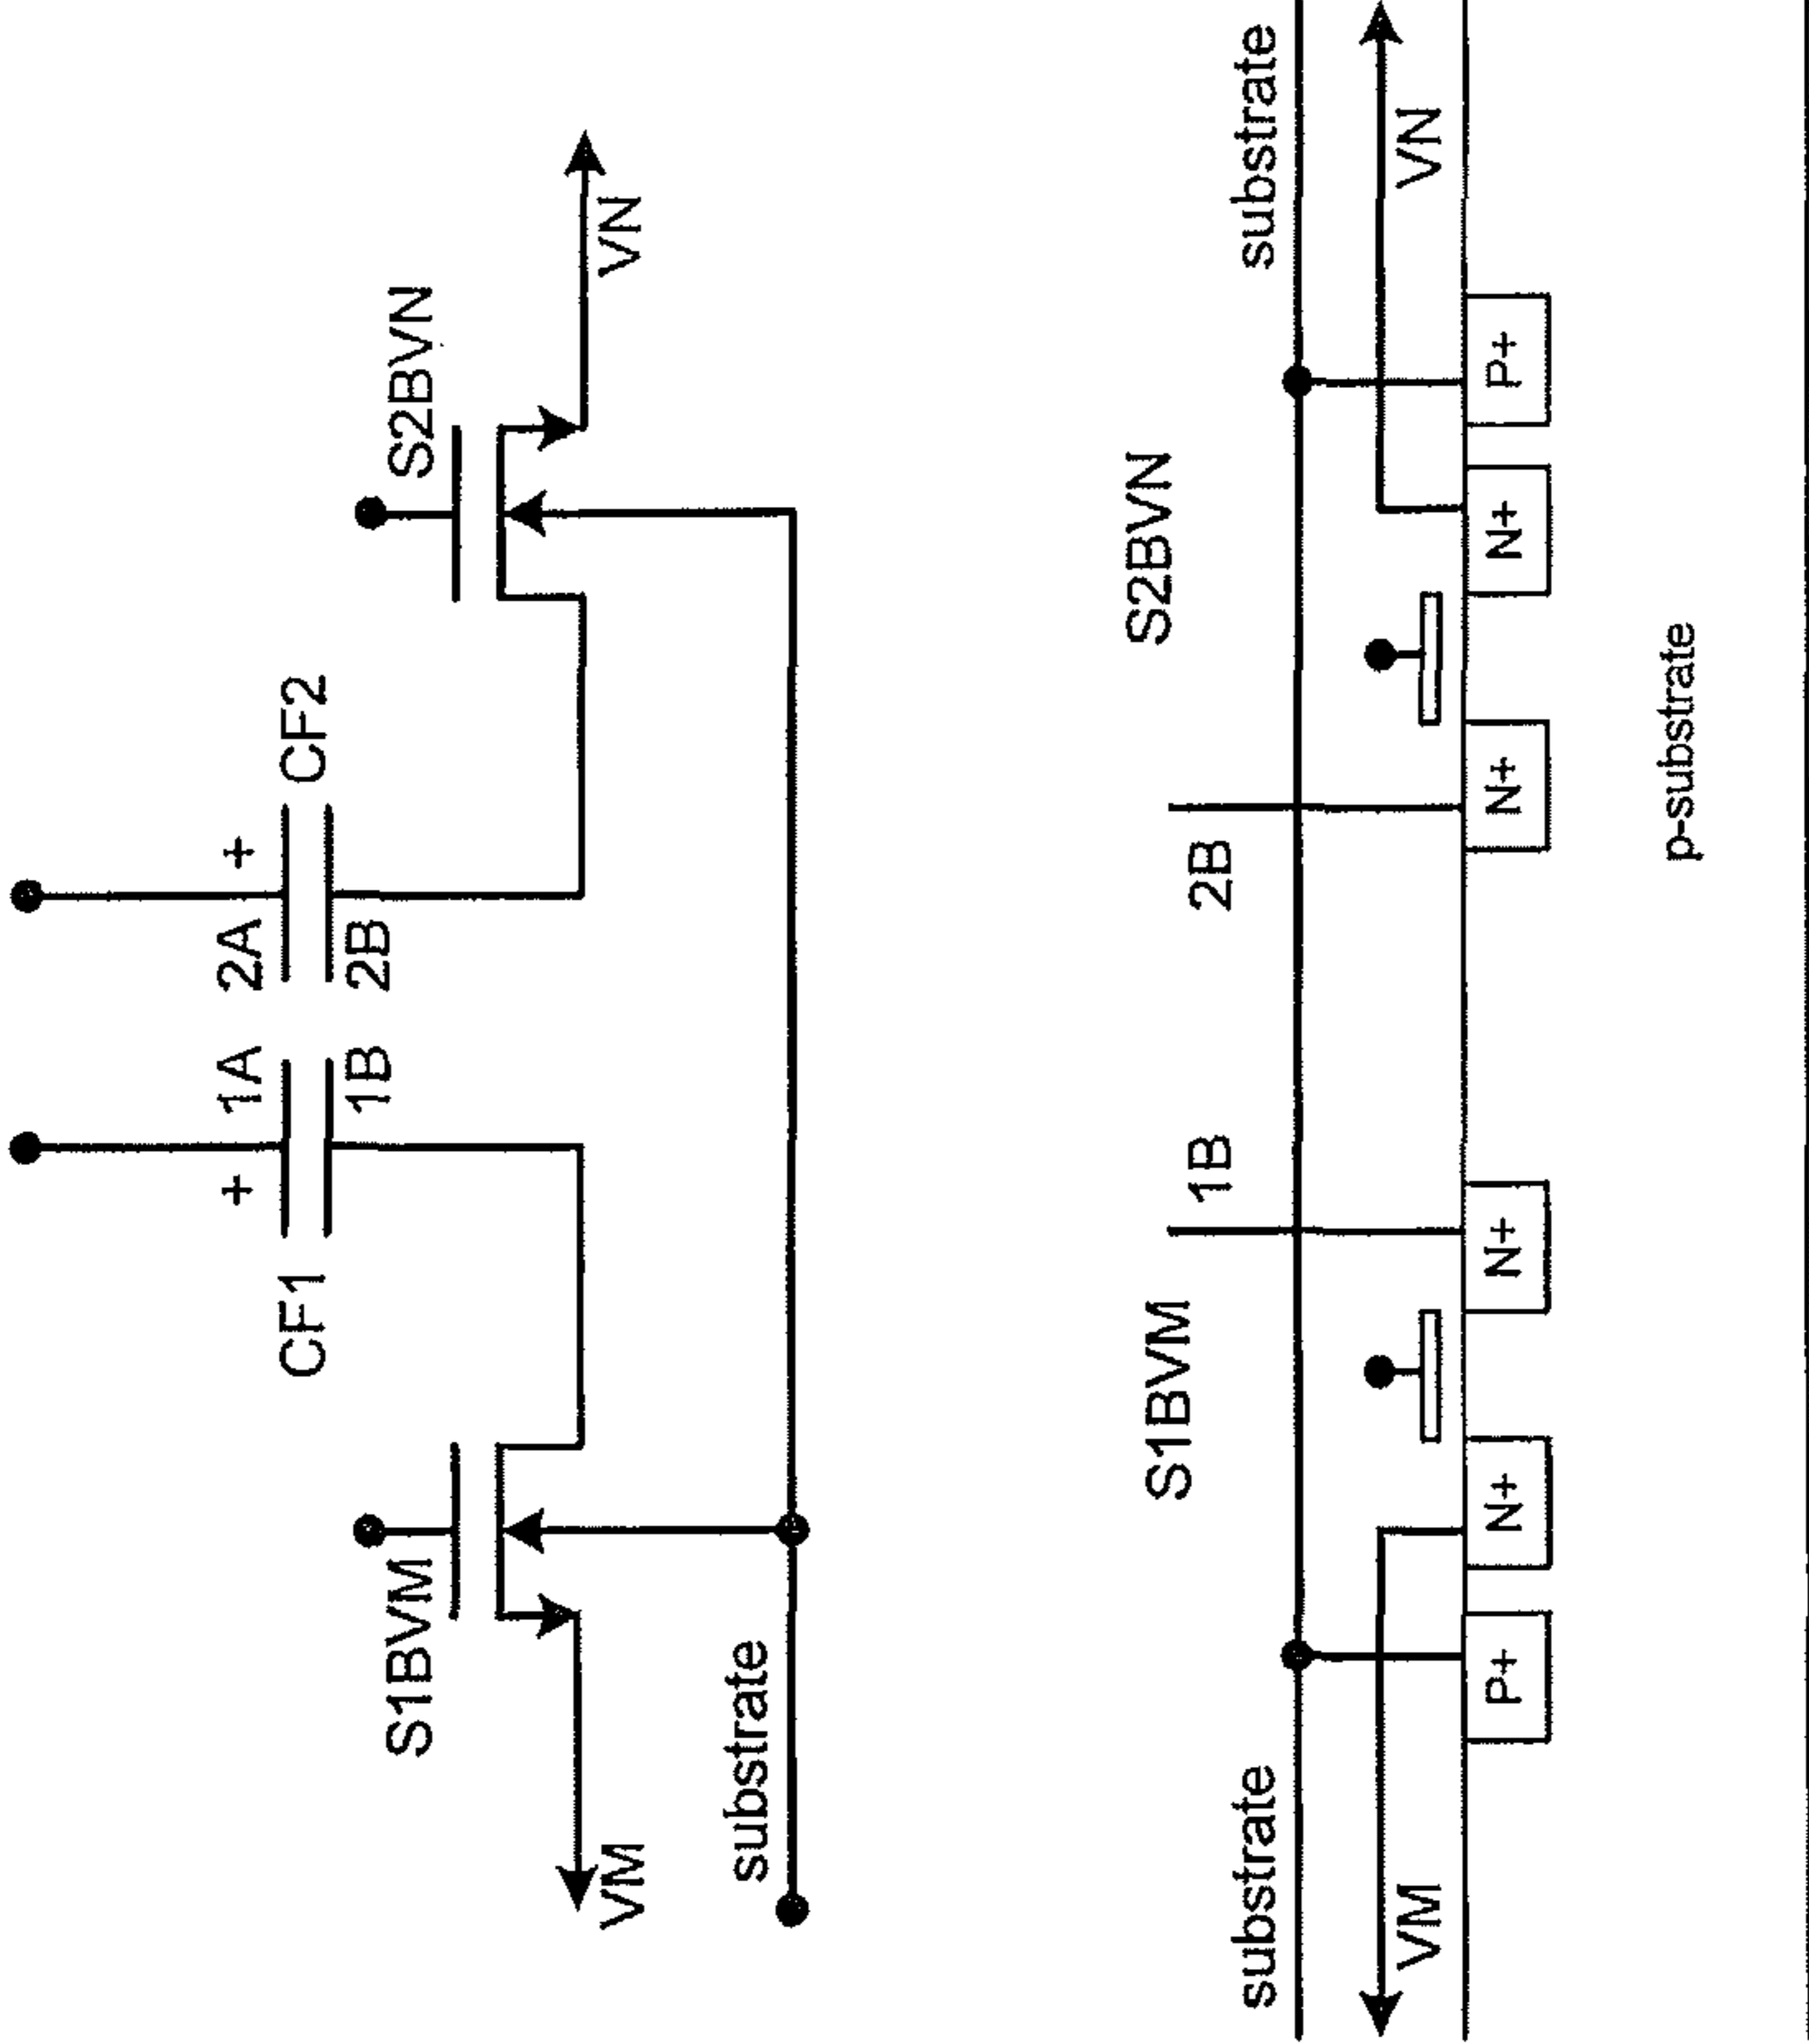 + 1A 2A +
CF1 CF2
1B 2B
S1BVM S2BVN
VM VN
substrate
S1BVM S2BVN
1B 2B
substrate substrate
VM VN
P+ N+ N+ N+ N+ P+
p-substrate